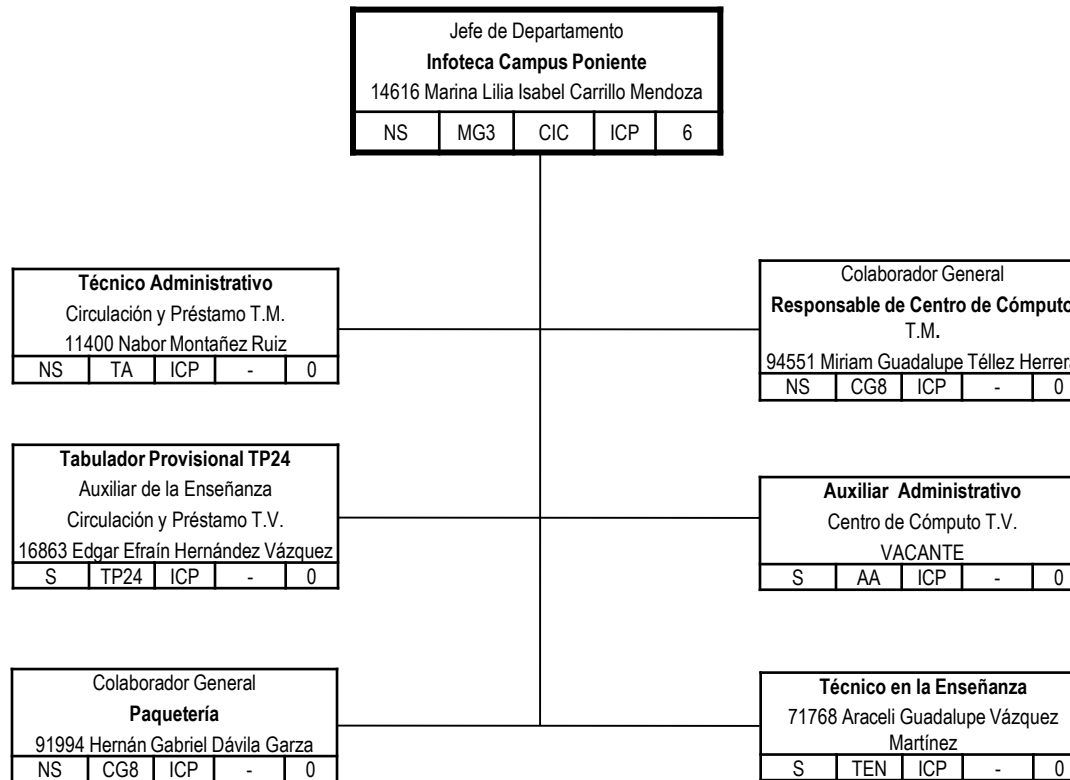 Jefe de Departamento
Infoteca Campus Poniente
14616 Marina Lilia Isabel Carrillo Mendoza
NS MG3 CIC ICP 6
Técnico Administrativo
Circulación y Préstamo T.M.
11400 Nabor Montañez Ruiz
NS TA ICP - 0
Colaborador General
Responsable de Centro de Cómputo
T.M.
94551 Miriam Guadalupe Téllez Herrera
NS CG8 ICP - 0
Tabulador Provisional TP24
Auxiliar de la Enseñanza
Circulación y Préstamo T.V.
16863 Edgar Efraín Hernández Vázquez
S TP24 ICP - 0
Auxiliar Administrativo
Centro de Cómputo T.V.
VACANTE
S AA ICP - 0
Colaborador General
Paquetería
91994 Hernán Gabriel Dávila Garza
NS CG8 ICP - 0
Técnico en la Enseñanza
71768 Araceli Guadalupe Vázquez
Martínez
S TEN ICP - 0